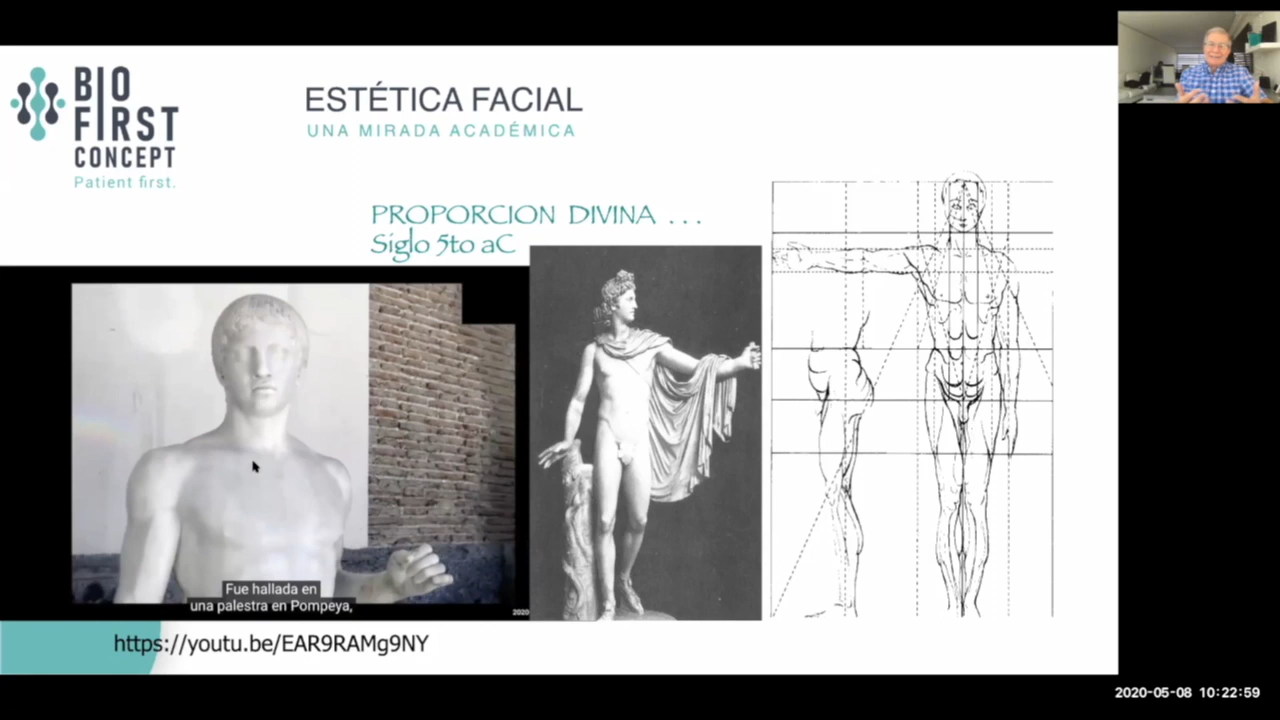 BIO
FIRST
CONCEPT
Patient first.
ESTÉTICA FACIAL
UNA MIRADA ACADÉMICA
PROPORCION DIVINA . . .
Siglo 5to aC
Fue hallada en
una palestra en Pompeya,
2020
https://youtu.be/EAR9RAMg9NY
2020-05-08 10:22:59